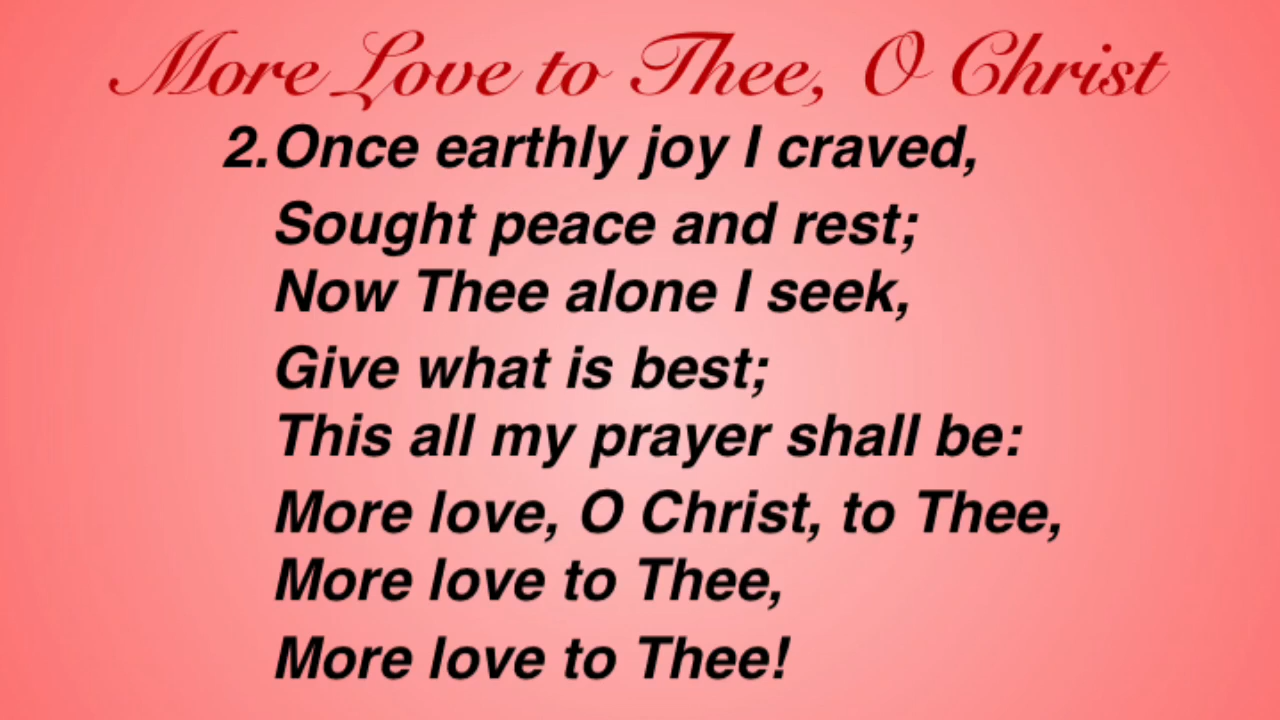 More Love to Thee, O Christ
2. Once earthly joy I craved,
Sought peace and rest;
Now Thee alone I seek,
Give what is best;
This all my prayer shall be:
More love, O Christ, to Thee,
More love to Thee,
More love to Thee!